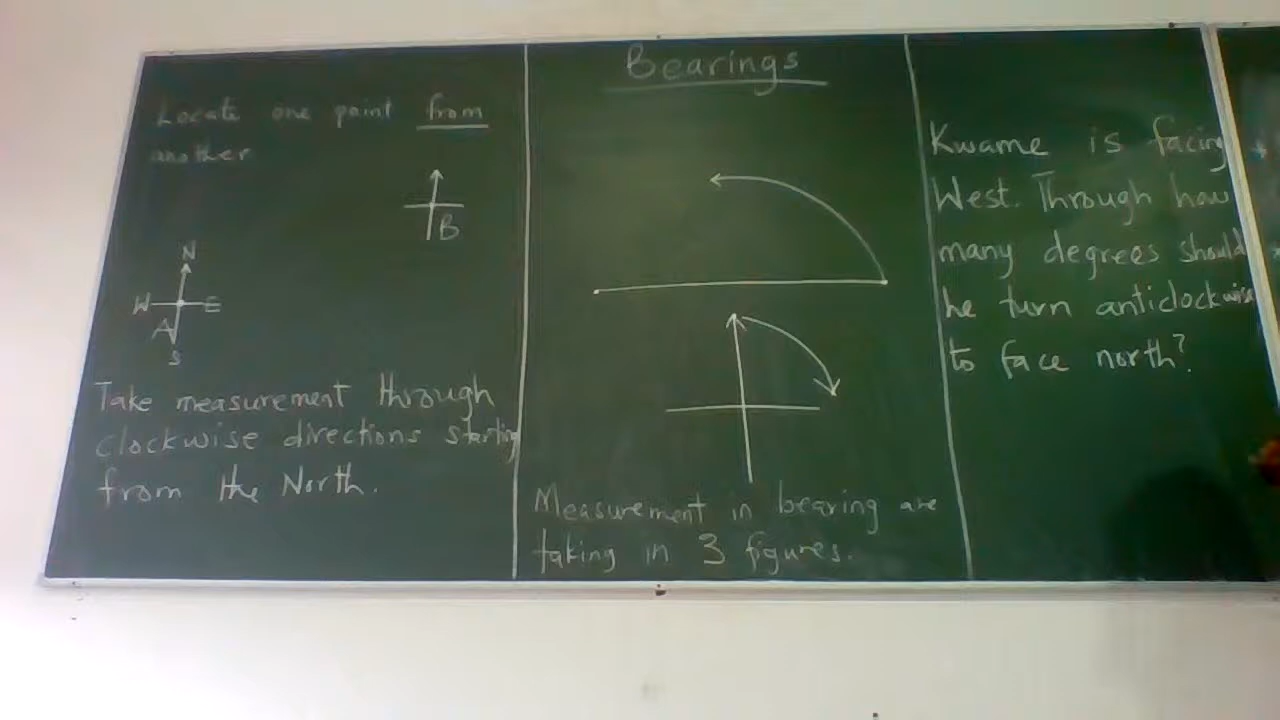 Bearings
Locate one point from
another
B
N
W E
A
S
Take measurement through
clockwise directions starting
from the North.
Measurement in bearing are
taking in 3 figures.
Kwame is facing
West. Through how
many degrees should
he turn anticlockwise
to face north?